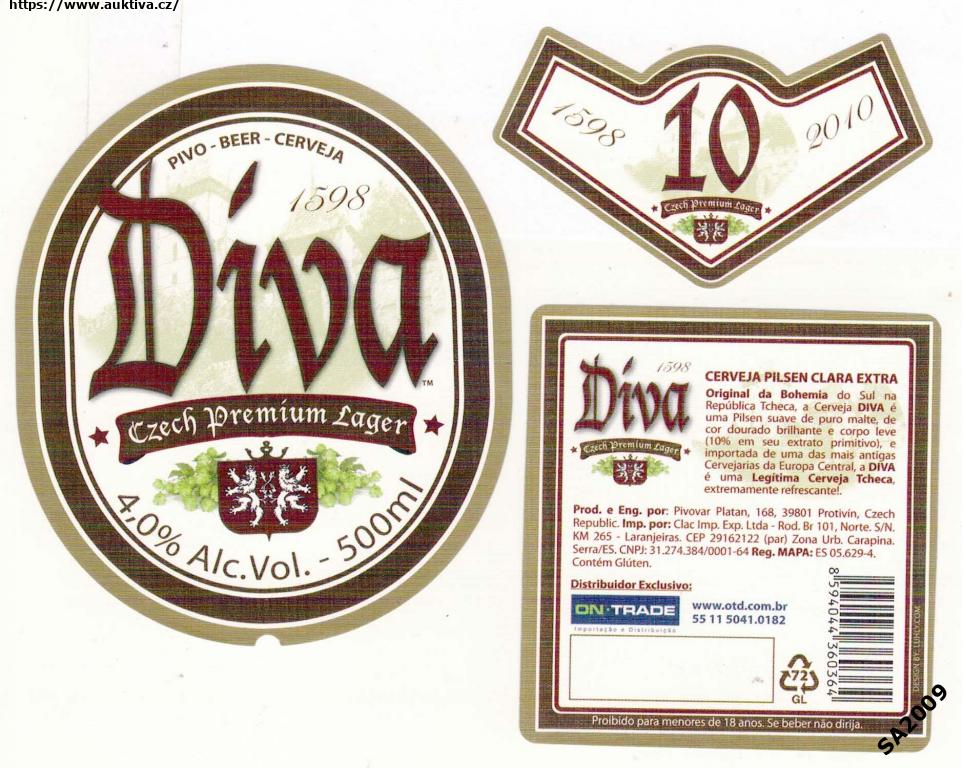 https://www.auktiva.cz/
PIVO - BEER - CERVEJA
1598
Diva
TM
Czech Premium Lager
4,0% Alc.Vol. - 500ml
1598
10
2010
Czech Premium Lager
1598
Diva
Czech Premium Lager
CERVEJA PILSEN CLARA EXTRA
Original da Bohemia do Sul na
República Tcheca, a Cerveja DIVA é
uma Pilsen suave de puro malte, de
cor dourado brilhante e corpo leve
(10% em seu extrato primitivo), e
importada de uma das mais antigas
Cervejarias da Europa Central, a DIVA
é uma Legítima Cerveja Tcheca,
extremamente refrescante!.
Prod. e Eng. por: Pivovar Platan, 168, 39801 Protivín, Czech
Republic. Imp. por: Clac Imp. Exp. Ltda - Rod. Br 101, Norte. S/N.
KM 265 - Laranjeiras. CEP 29162122 (par) Zona Urb. Carapina.
Serra/ES. CNPJ: 31.274.384/0001-64 Reg. MAPA: ES 05.629-4.
Contém Glúten.
Distribuidor Exclusivo:
ON·TRADE
Importação e Distribuição
www.otd.com.br
55 11 5041.0182
8594044360364
72
GL
DESIGN BY: LUHLY.COM
Proibido para menores de 18 anos. Se beber não dirija.
SA2009